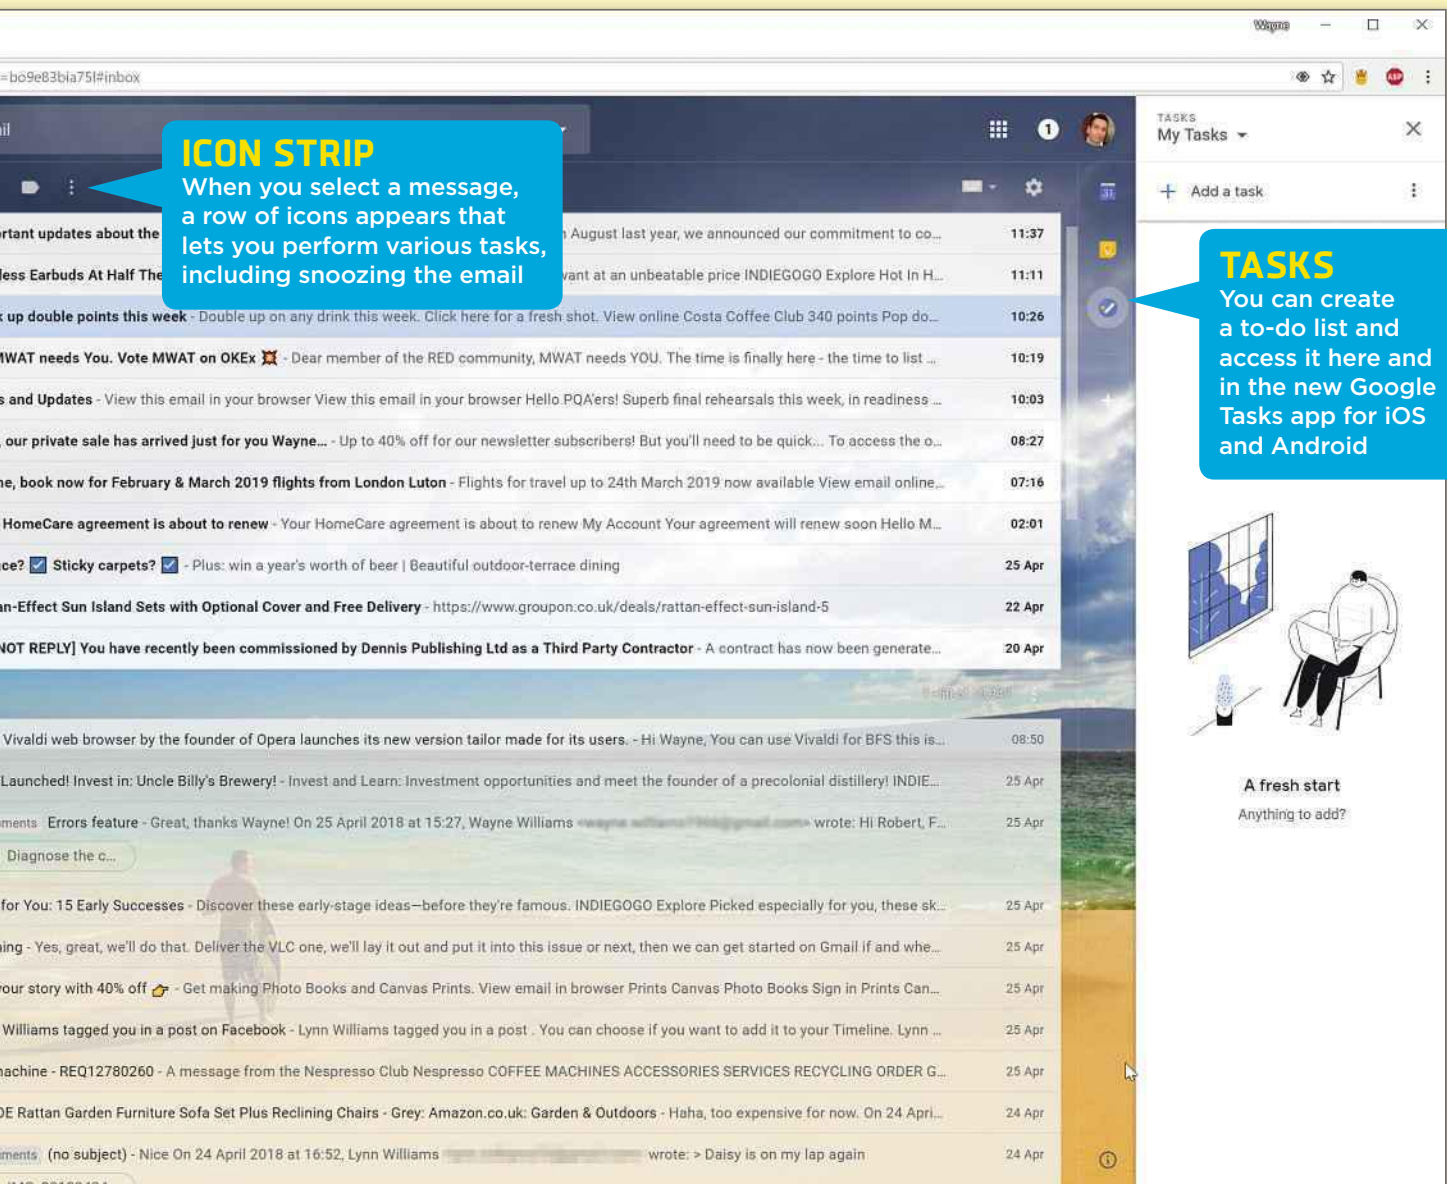 Wayne
=bo9e83bia75l#inbox
ABP
il
1
TASKS
My Tasks
31
Add a task
ICON STRIP
When you select a message,
a row of icons appears that
lets you perform various tasks,
including snoozing the email
TASKS
You can create
a to-do list and
access it here and
in the new Google
Tasks app for iOS
and Android
rtant updates about the August last year, we announced our commitment to co... 11:37
less Earbuds At Half The vant at an unbeatable price INDIEGOGO Explore Hot In H... 11:11
k up double points this week - Double up on any drink this week. Click here for a fresh shot. View online Costa Coffee Club 340 points Pop do... 10:26
MWAT needs You. Vote MWAT on OKEx 💥 - Dear member of the RED community, MWAT needs YOU. The time is finally here - the time to list ... 10:19
s and Updates - View this email in your browser View this email in your browser Hello PQA'ers! Superb final rehearsals this week, in readiness ... 10:03
, our private sale has arrived just for you Wayne... - Up to 40% off for our newsletter subscribers! But you'll need to be quick... To access the o... 08:27
ne, book now for February & March 2019 flights from London Luton - Flights for travel up to 24th March 2019 now available View email online... 07:16
HomeCare agreement is about to renew - Your HomeCare agreement is about to renew My Account Your agreement will renew soon Hello M... 02:01
ce? ☑ Sticky carpets? ☑ - Plus: win a year's worth of beer | Beautiful outdoor-terrace dining 25 Apr
an-Effect Sun Island Sets with Optional Cover and Free Delivery - https://www.groupon.co.uk/deals/rattan-effect-sun-island-5 22 Apr
NOT REPLY] You have recently been commissioned by Dennis Publishing Ltd as a Third Party Contractor - A contract has now been generate... 20 Apr
Vivaldi web browser by the founder of Opera launches its new version tailor made for its users. - Hi Wayne, You can use Vivaldi for BFS this is... 08:50
Launched! Invest in: Uncle Billy's Brewery! - Invest and Learn: Investment opportunities and meet the founder of a precolonial distillery! INDIE... 25 Apr
ments Errors feature - Great, thanks Wayne! On 25 April 2018 at 15:27, Wayne Williams wrote: Hi Robert, F... 25 Apr
Diagnose the c...
for You: 15 Early Successes - Discover these early-stage ideas—before they're famous. INDIEGOGO Explore Picked especially for you, these sk... 25 Apr
ning - Yes, great, we'll do that. Deliver the VLC one, we'll lay it out and put it into this issue or next, then we can get started on Gmail if and whe... 25 Apr
your story with 40% off 👉 - Get making Photo Books and Canvas Prints. View email in browser Prints Canvas Photo Books Sign in Prints Can... 25 Apr
Williams tagged you in a post on Facebook - Lynn Williams tagged you in a post . You can choose if you want to add it to your Timeline. Lynn ... 25 Apr
machine - REQ12780260 - A message from the Nespresso Club Nespresso COFFEE MACHINES ACCESSORIES SERVICES RECYCLING ORDER G... 25 Apr
DE Rattan Garden Furniture Sofa Set Plus Reclining Chairs - Grey: Amazon.co.uk: Garden & Outdoors - Haha, too expensive for now. On 24 Apri... 24 Apr
ments (no subject) - Nice On 24 April 2018 at 16:52, Lynn Williams wrote: > Daisy is on my lap again 24 Apr
A fresh start
Anything to add?